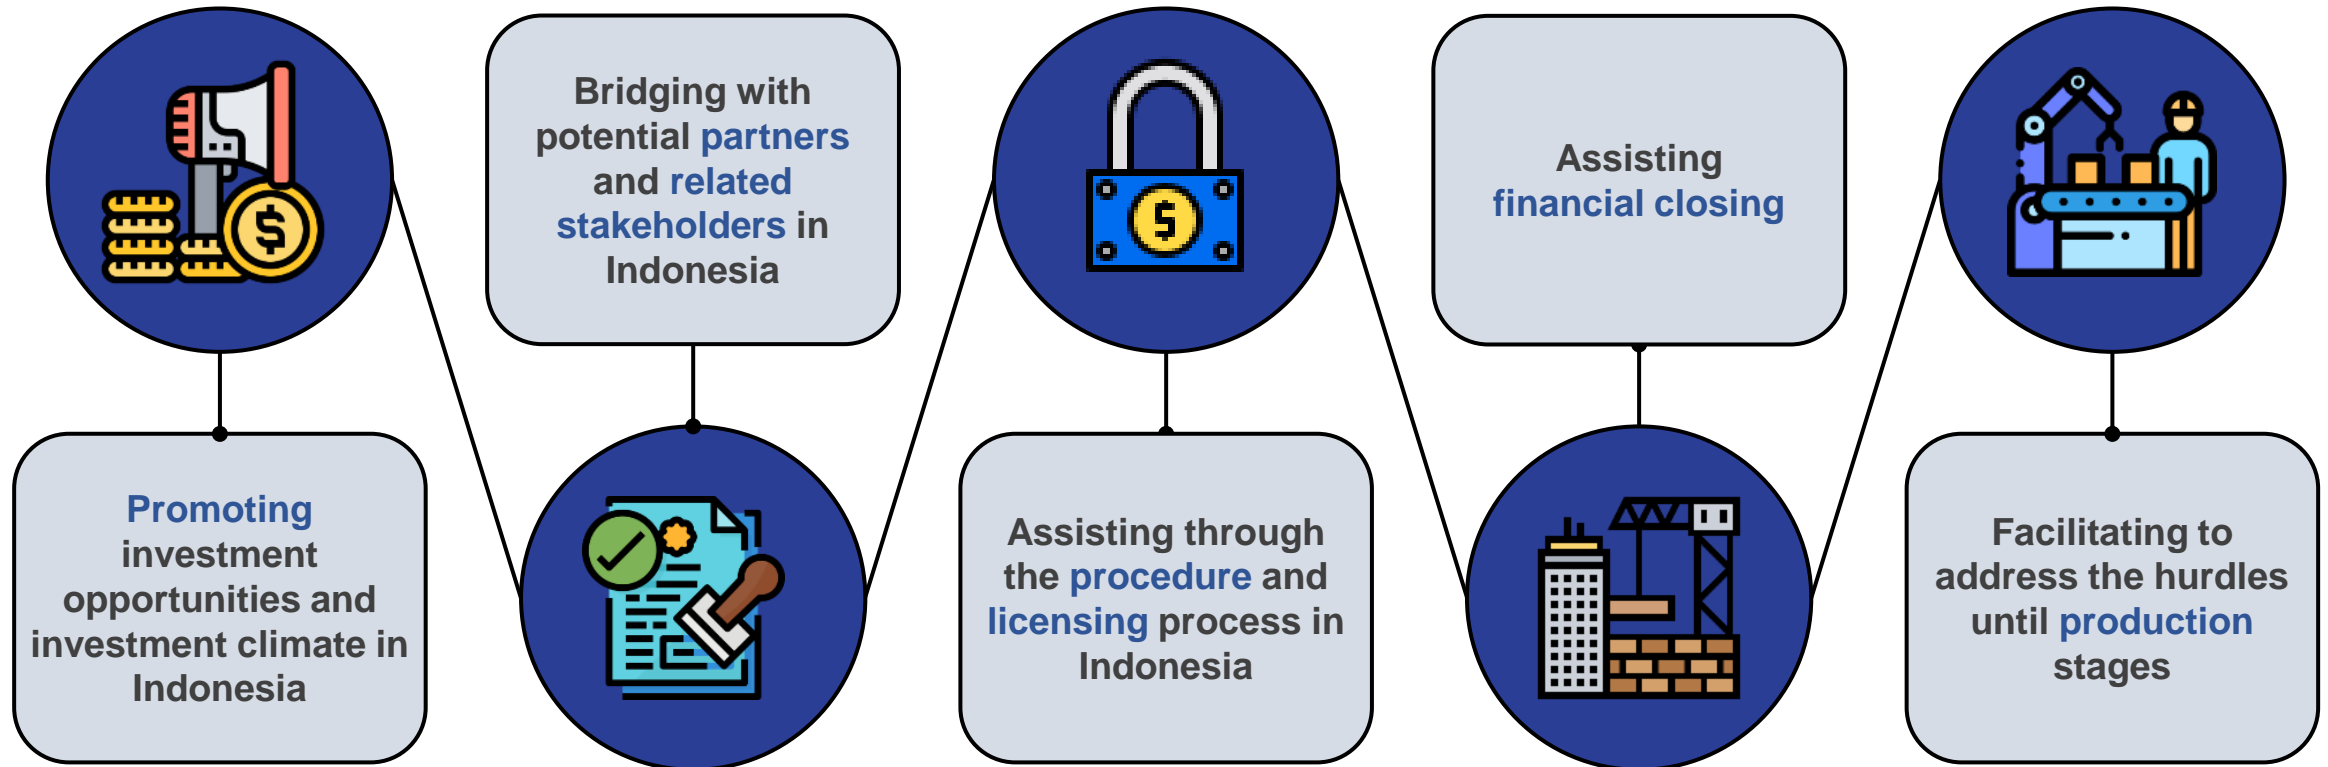 Promoting
investment
opportunities and
investment climate in
Indonesia
Bridging with
potential partners
and related
stakeholders in
Indonesia
$
$
Assisting through
the procedure and
licensing process in
Indonesia
Assisting
financial closing
Facilitating to
address the hurdles
until production
stages